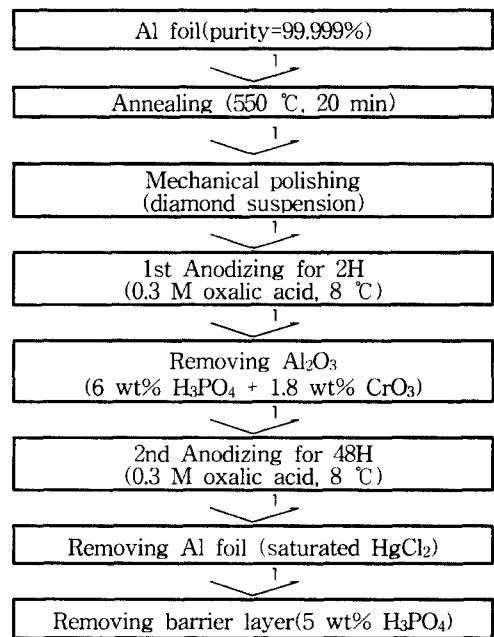 Al foil(purity=99.999%)
Annealing (550 ℃, 20 min)
Mechanical polishing
(diamond suspension)
1st Anodizing for 2H
(0.3 M oxalic acid, 8 ℃)
Removing Al₂O₃
(6 wt% H₃PO₄ + 1.8 wt% CrO₃)
2nd Anodizing for 48H
(0.3 M oxalic acid, 8 ℃)
Removing Al foil (saturated HgCl₂)
Removing barrier layer(5 wt% H₃PO₄)